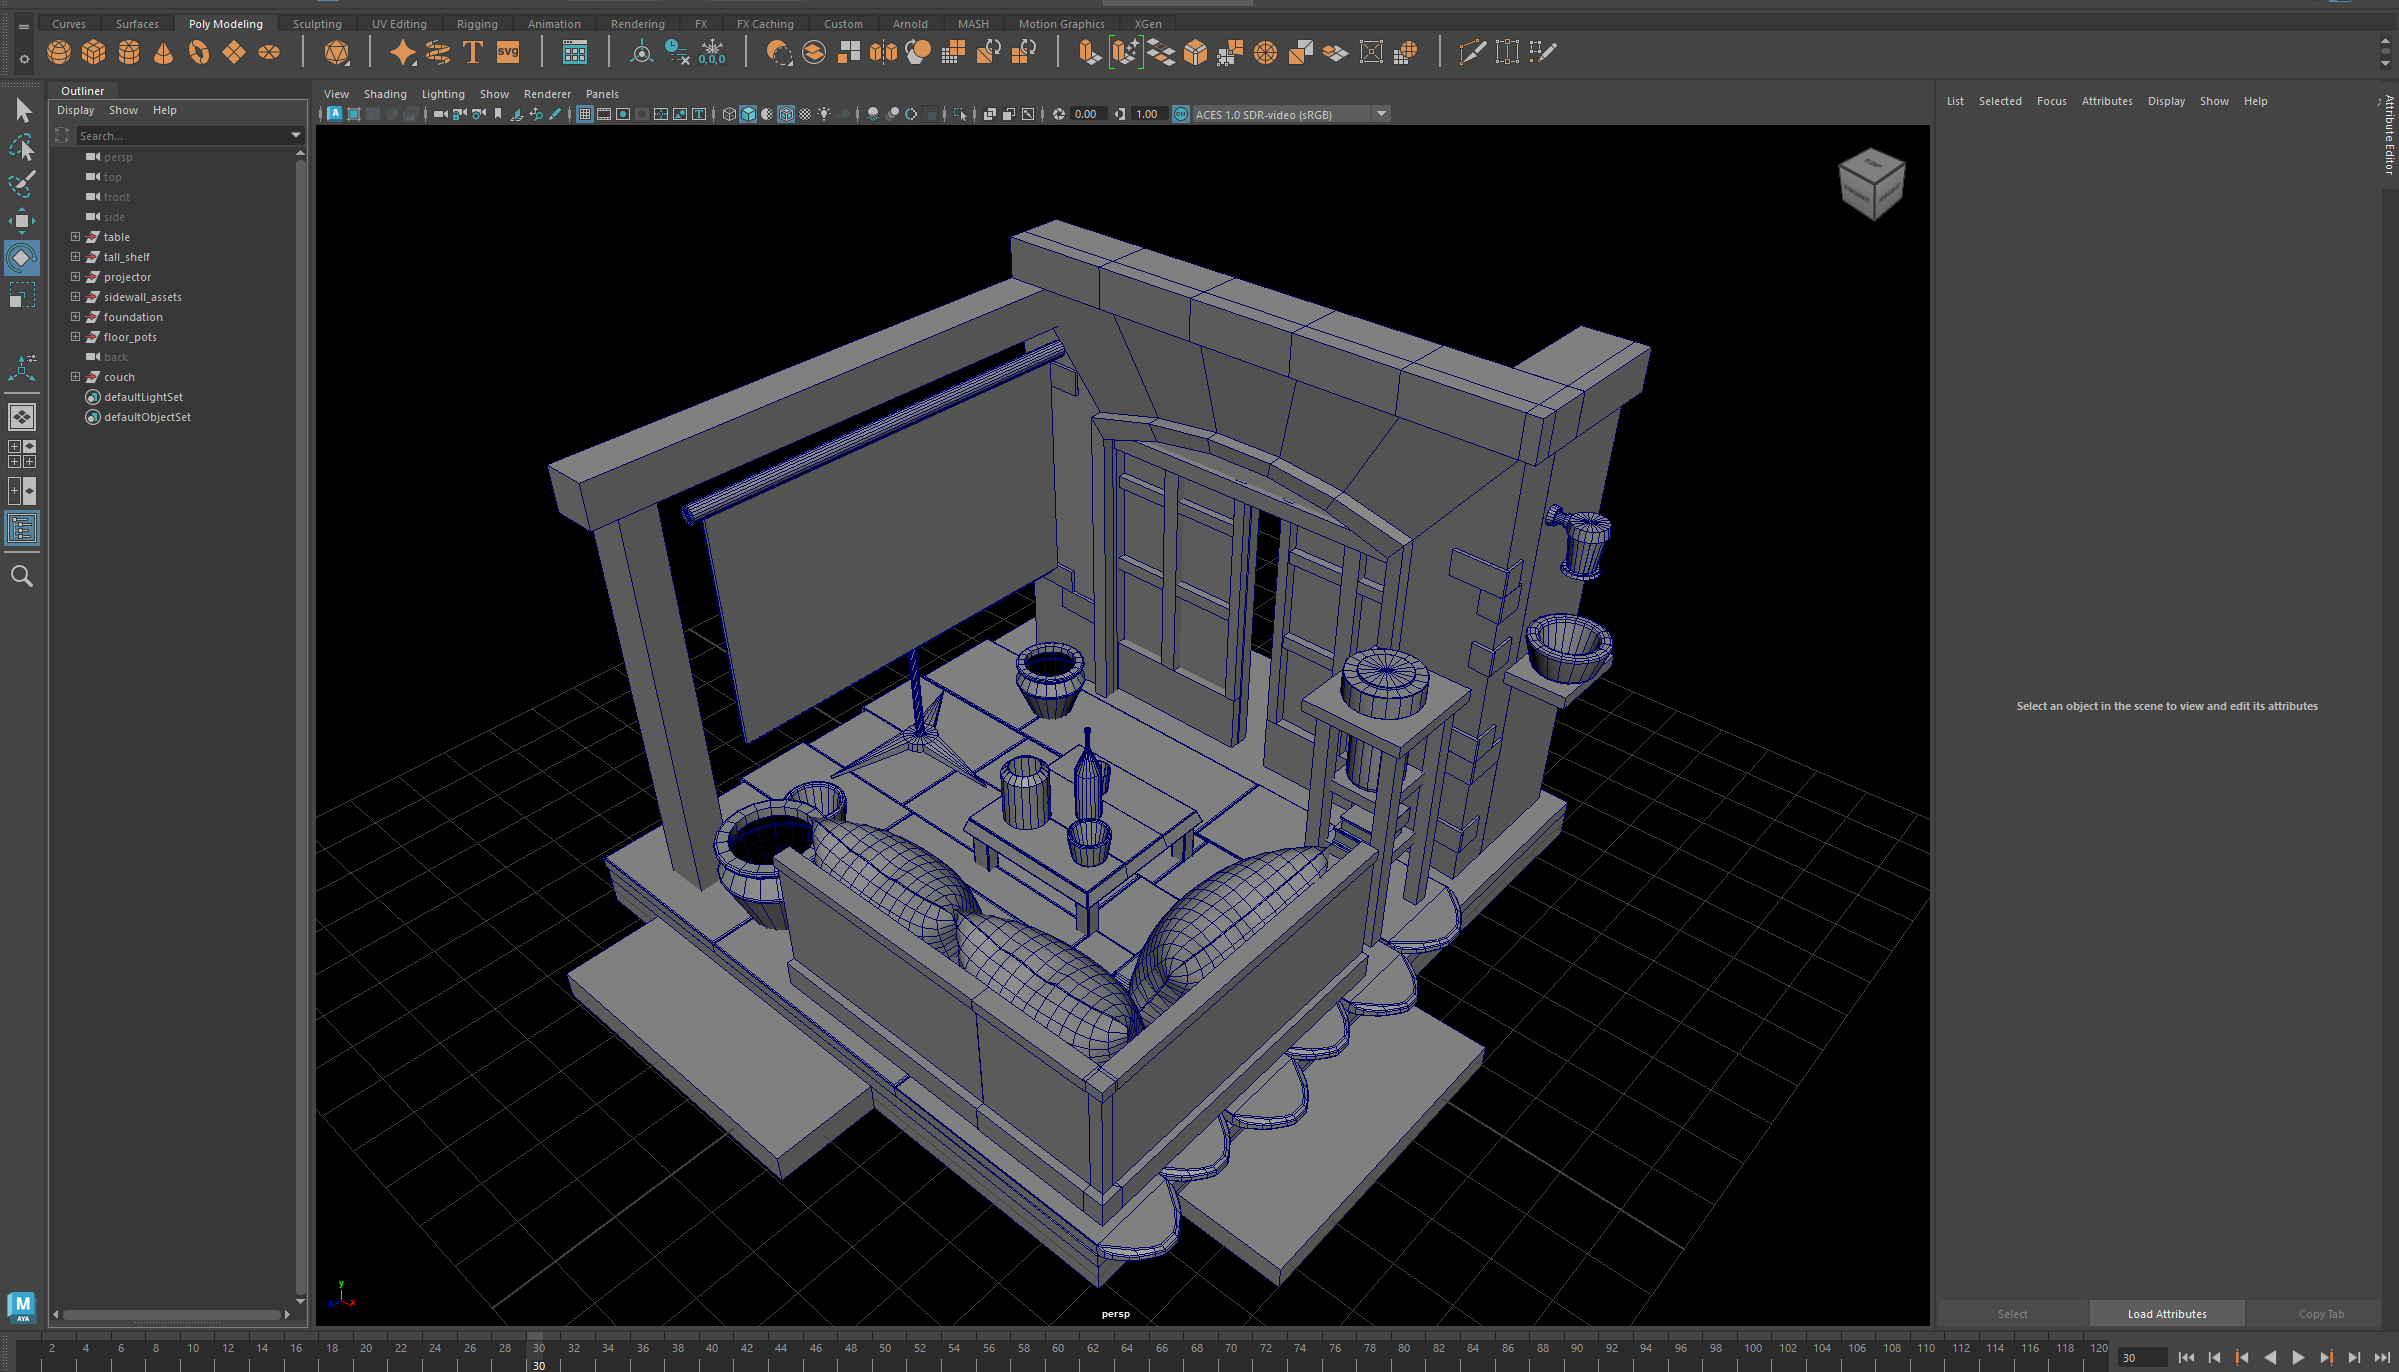 Curves Surfaces Poly Modeling Sculpting UV Editing Rigging Animation Rendering FX FX Caching Custom Arnold MASH Motion Graphics XGen
T svg 0,0,0
Outliner
Display Show Help
Search...
persp
top
front
side
table
tall_shelf
projector
sidewall_assets
foundation
floor_pots
back
couch
defaultLightSet
defaultObjectSet
View Shading Lighting Show Renderer Panels
0.00 1.00 ACES 1.0 SDR-video (sRGB)
TOP
persp
y
x
z
List Selected Focus Attributes Display Show Help
Attribute Editor
Select an object in the scene to view and edit its attributes
Select Load Attributes Copy Tab
M
AYA
2 4 6 8 10 12 14 16 18 20 22 24 26 28 30 32 34 36 38 40 42 44 46 48 50 52 54 56 58 60 62 64 66 68 70 72 74 76 78 80 82 84 86 88 90 92 94 96 98 100 102 104 106 108 110 112 114 116 118 120
30
30